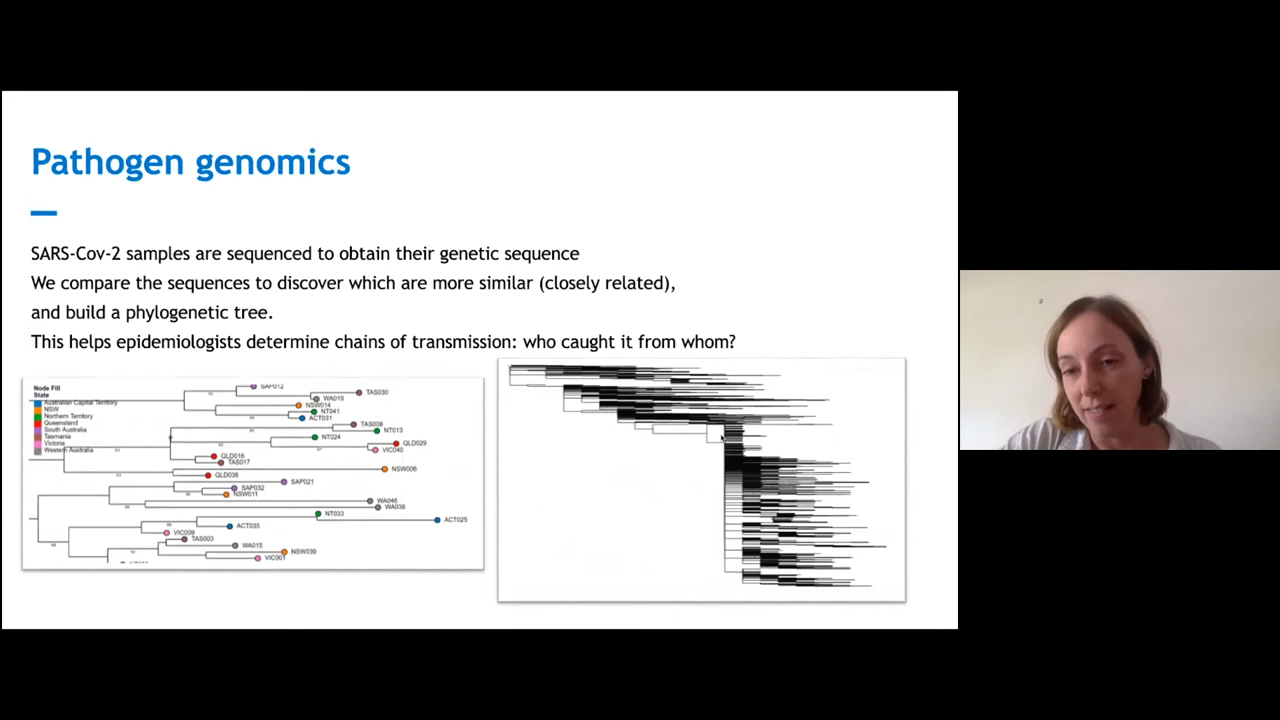 Pathogen genomics
SARS-Cov-2 samples are sequenced to obtain their genetic sequence
We compare the sequences to discover which are more similar (closely related),
and build a phylogenetic tree.
This helps epidemiologists determine chains of transmission: who caught it from whom?
Node Fill
State
Australian Capital Territory
NSW
Northern Territory
Queensland
South Australia
Tasmania
Victoria
Western Australia
SAP012
TAS030
WA019
NSW014
NT041
ACT031
TAS008
NT013
NT024
QLD029
VIC040
QLD016
TAS017
NSW006
QLD036
SAP021
SAP032
NSW011
WA046
WA038
NT033
ACT025
ACT035
VIC009
TAS003
WA015
NSW039
VIC001